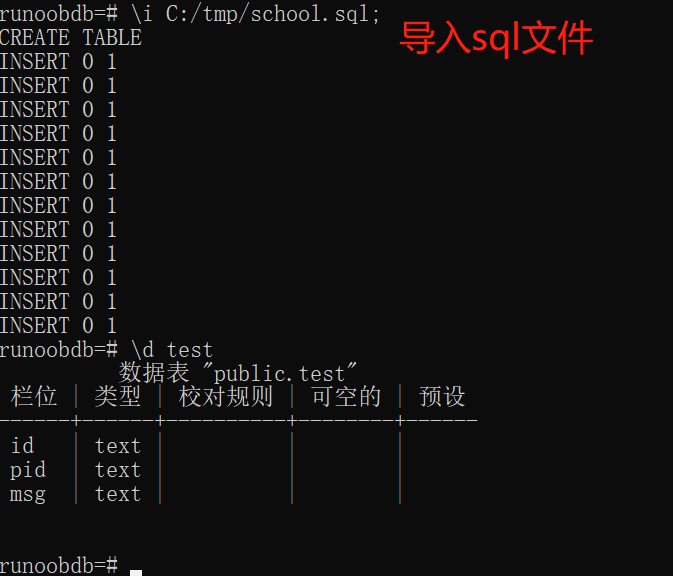 runoobdb=# \i C:/tmp/school.sql;
导入sql文件
CREATE TABLE
INSERT 0 1
INSERT 0 1
INSERT 0 1
INSERT 0 1
INSERT 0 1
INSERT 0 1
INSERT 0 1
INSERT 0 1
INSERT 0 1
INSERT 0 1
INSERT 0 1
INSERT 0 1
runoobdb=# \d test
数据表 "public.test"
栏位 | 类型 | 校对规则 | 可空的 | 预设
------+------+----------+--------+------
id | text | | |
pid | text | | |
msg | text | | |
runoobdb=#